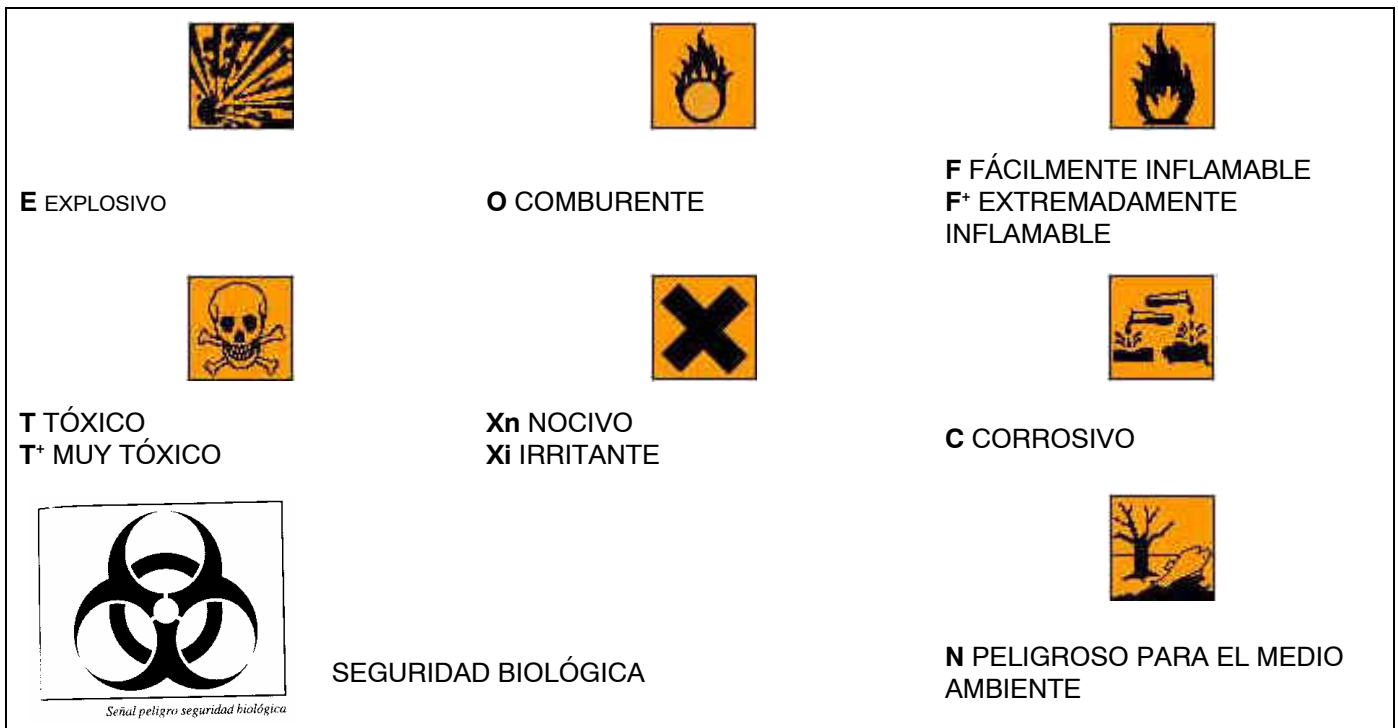 E EXPLOSIVO
O COMBURENTE
F FÁCILMENTE INFLAMABLE
F⁺ EXTREMADAMENTE
INFLAMABLE
T TÓXICO
T⁺ MUY TÓXICO
Xn NOCIVO
Xi IRRITANTE
C CORROSIVO
Señal peligro seguridad biológica
SEGURIDAD BIOLÓGICA
N PELIGROSO PARA EL MEDIO
AMBIENTE